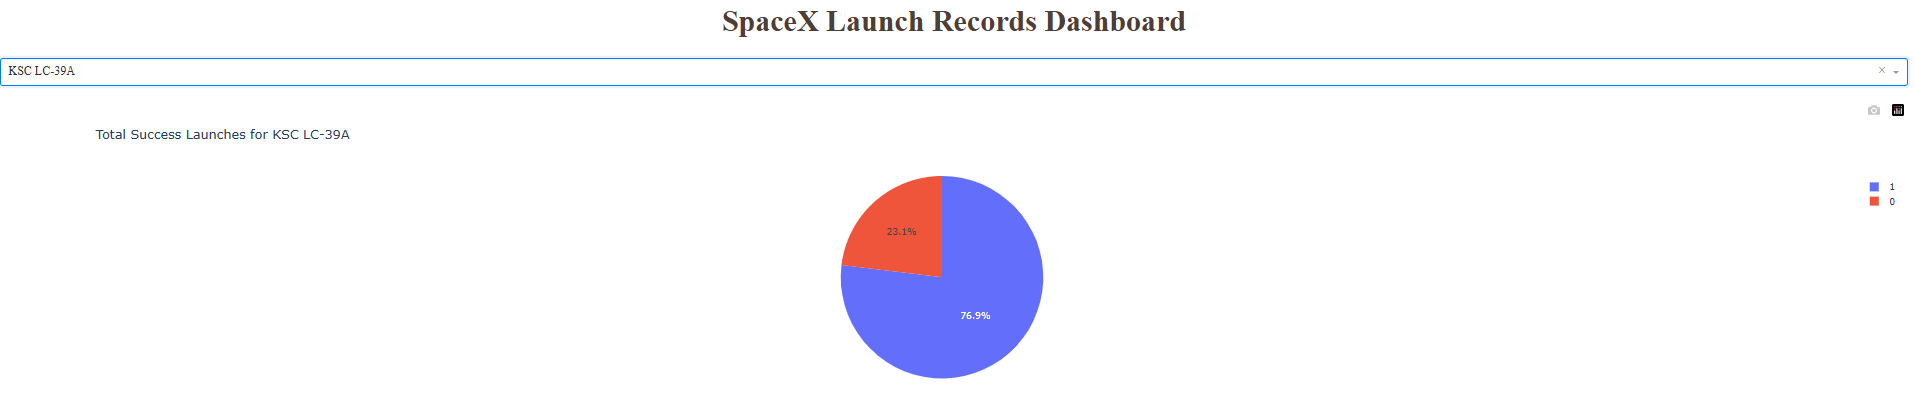 SpaceX Launch Records Dashboard
KSC LC-39A
Total Success Launches for KSC LC-39A
1
0
23.1%
76.9%